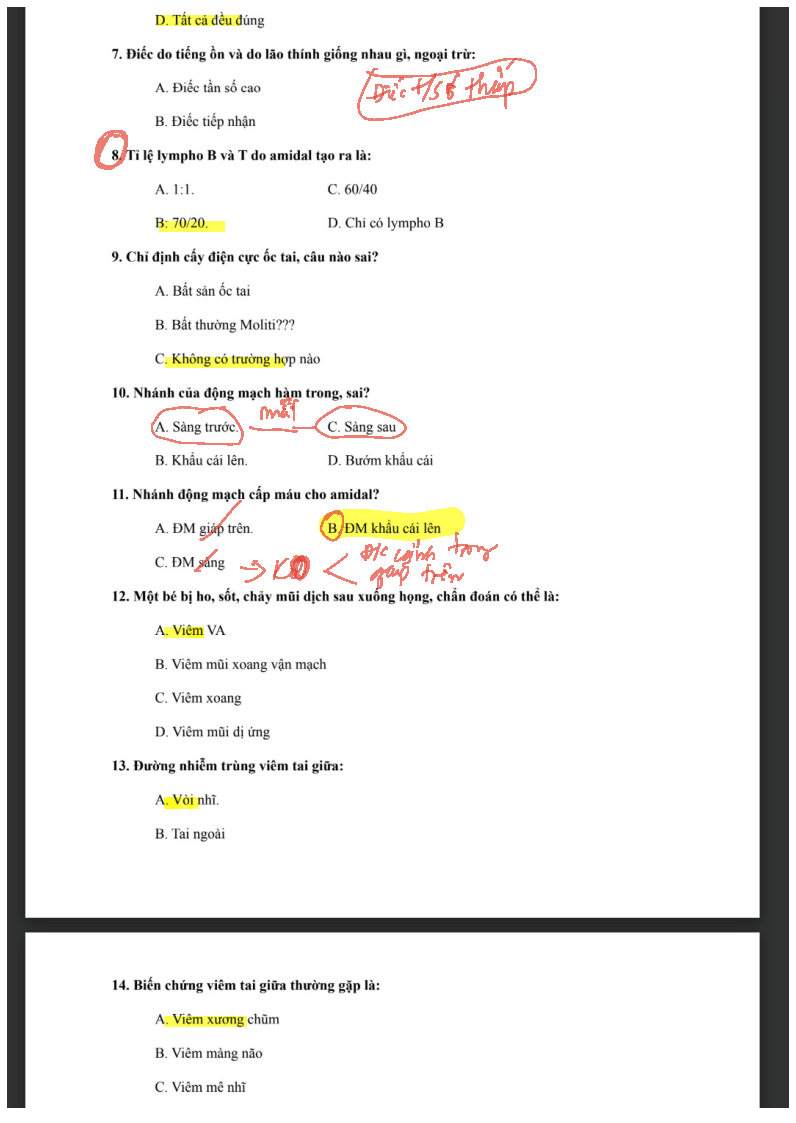 D. Tất cả đều đúng
7. Điếc do tiếng ồn và do lão thính giống nhau gì, ngoại trừ:
A. Điếc tần số cao
Điếc t/số thấp
B. Điếc tiếp nhận
8. Tỉ lệ lympho B và T do amidal tạo ra là:
A. 1:1. C. 60/40
B: 70/20. D. Chỉ có lympho B
9. Chỉ định cấy điện cực ốc tai, câu nào sai?
A. Bất sản ốc tai
B. Bất thường Moliti???
C. Không có trường hợp nào
10. Nhánh của động mạch hàm trong, sai?
mắt
A. Sàng trước. C. Sàng sau
B. Khẩu cái lên. D. Bướm khẩu cái
11. Nhánh động mạch cấp máu cho amidal?
A. ĐM giáp trên. B. ĐM khẩu cái lên
C. ĐM sàng
ĐC cảnh trong
giáp trên
12. Một bé bị ho, sốt, chảy mũi dịch sau xuống họng, chẩn đoán có thể là:
A. Viêm VA
B. Viêm mũi xoang vận mạch
C. Viêm xoang
D. Viêm mũi dị ứng
13. Đường nhiễm trùng viêm tai giữa:
A. Vòi nhĩ.
B. Tai ngoài
14. Biến chứng viêm tai giữa thường gặp là:
A. Viêm xương chũm
B. Viêm màng não
C. Viêm mê nhĩ